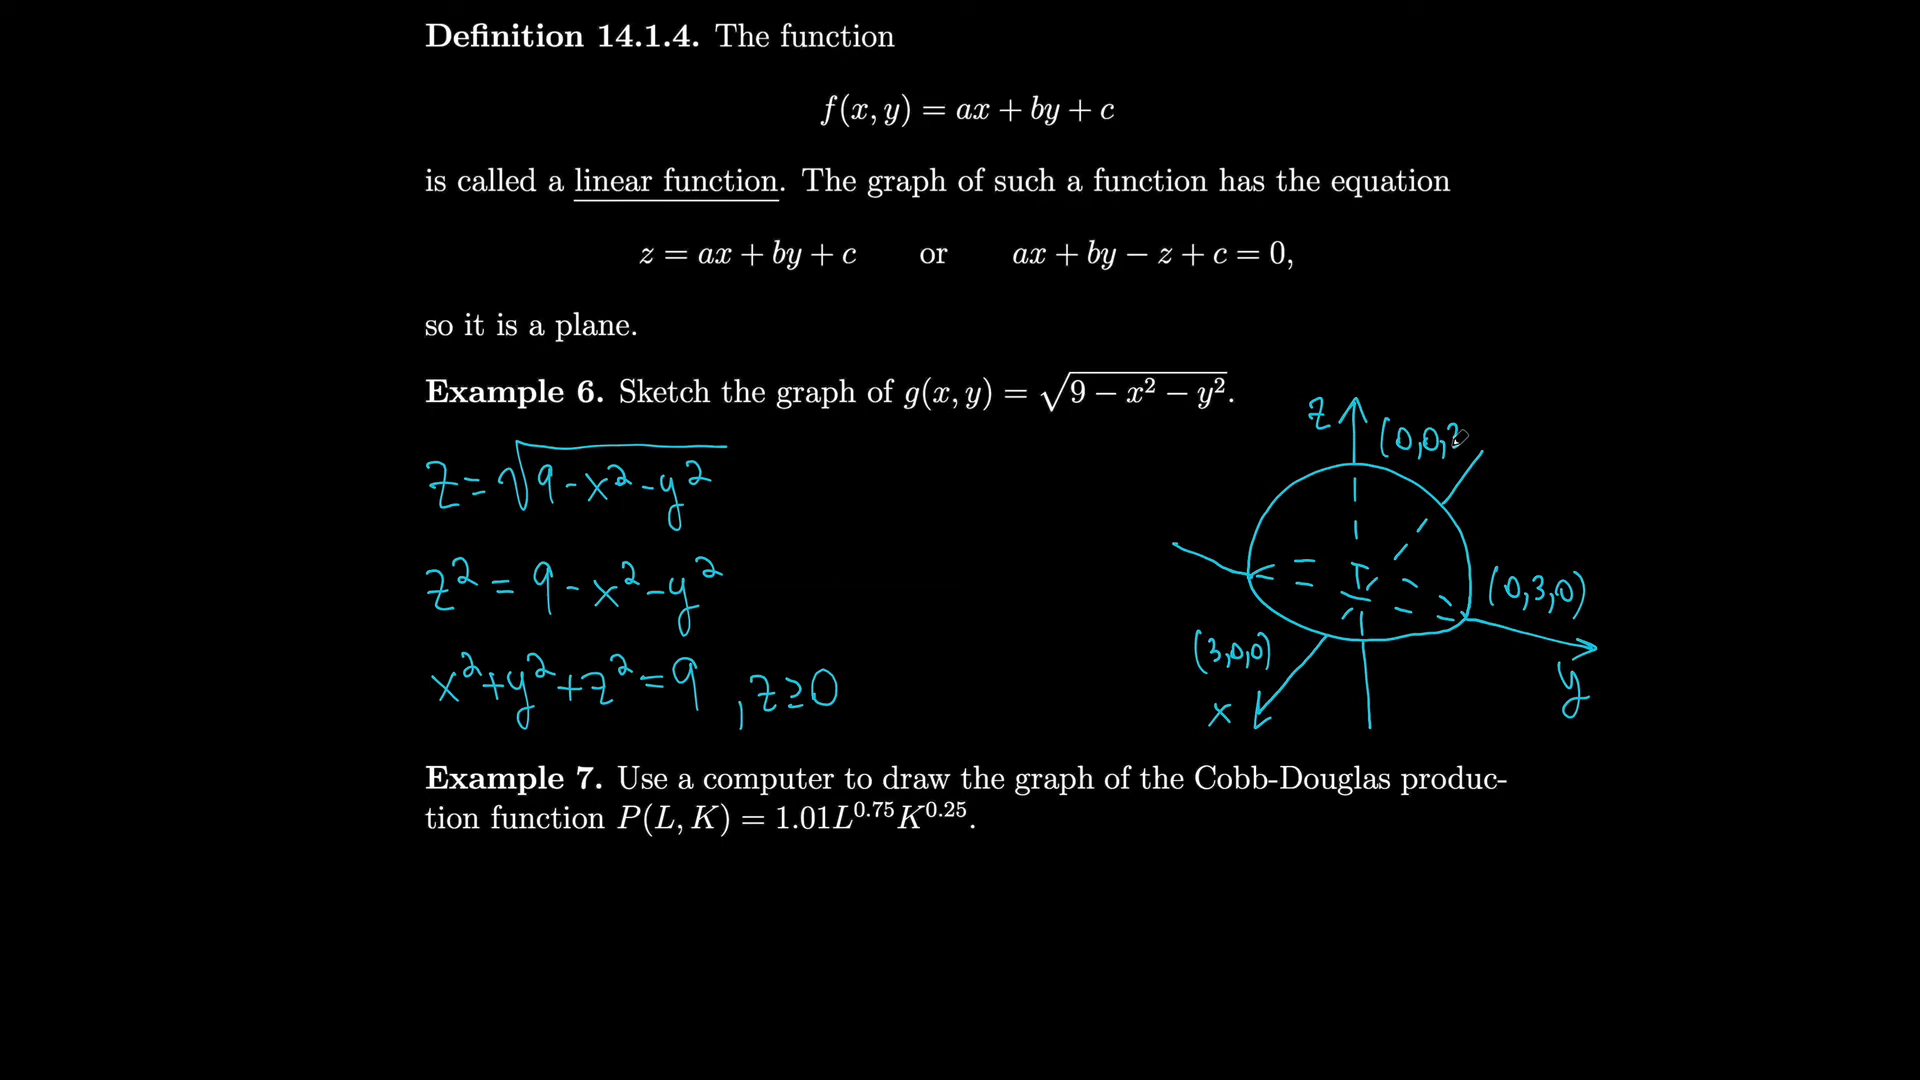 Definition 14.1.4. The function
f(x, y) = ax + by + c
is called a linear function. The graph of such a function has the equation
z = ax + by + c or ax + by − z + c = 0,
so it is a plane.
Example 6. Sketch the graph of g(x, y) = √(9 − x² − y²).
z = √(9 - x² - y²)
z² = 9 - x² - y²
x² + y² + z² = 9 , z ≥ 0
z
(0,0,
(0,3,0)
(3,0,0)
x
y
Example 7. Use a computer to draw the graph of the Cobb-Douglas produc-
tion function P(L, K) = 1.01L^0.75 K^0.25.